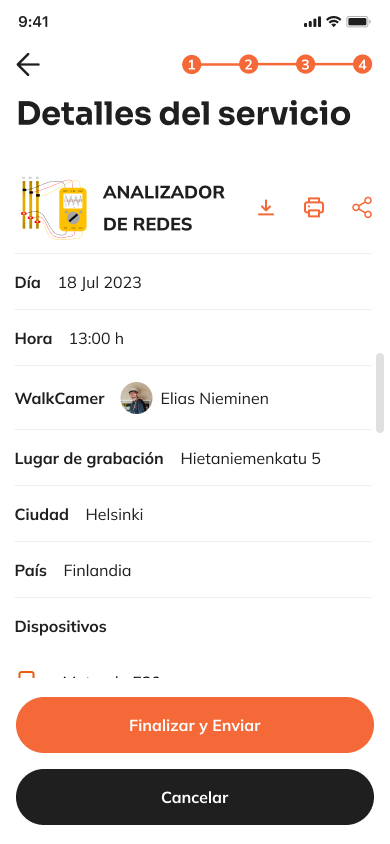 9:41
1 2 3 4
Detalles del servicio
ANALIZADOR
DE REDES
Día 18 Jul 2023
Hora 13:00 h
WalkCamer Elias Nieminen
Lugar de grabación Hietaniemenkatu 5
Ciudad Helsinki
País Finlandia
Dispositivos
Finalizar y Enviar
Cancelar